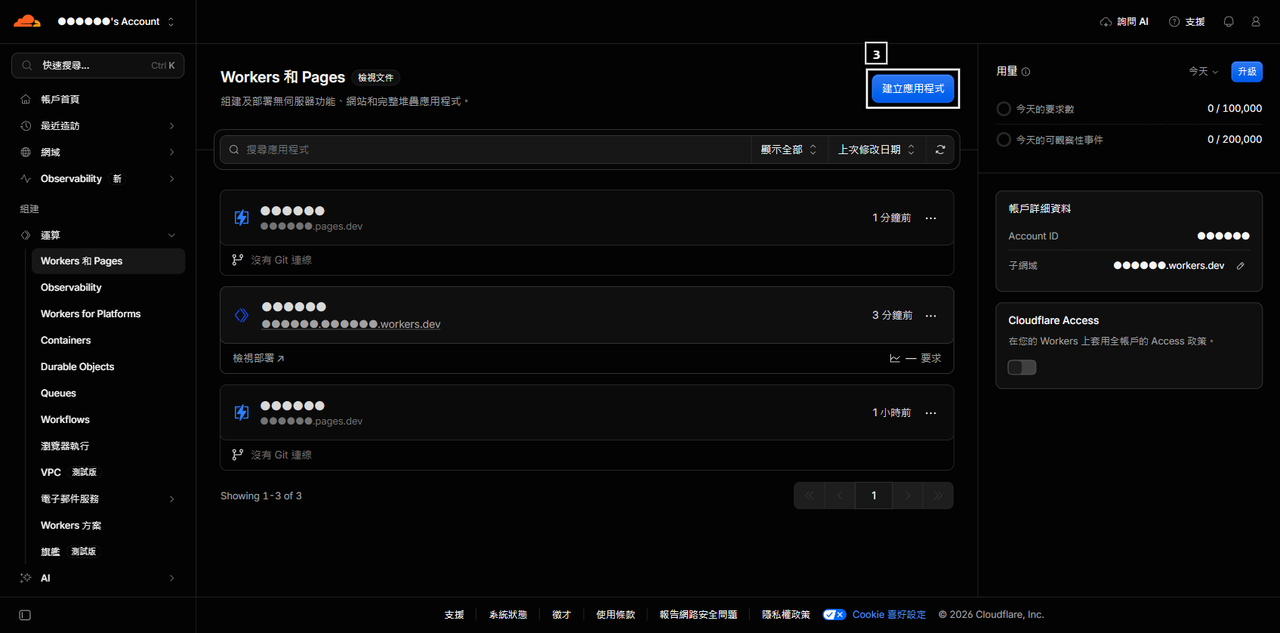 ●●●●●●'s Account
詢問 AI
支援
快速搜尋... Ctrl K
帳戶首頁
最近造訪
網域
Observability 新
組建
運算
Workers 和 Pages
Observability
Workers for Platforms
Containers
Durable Objects
Queues
Workflows
瀏覽器執行
VPC 測試版
電子郵件服務
Workers 方案
旗艦 測試版
AI
3
Workers 和 Pages 檢視文件
建立應用程式
組建及部署無伺服器功能、網站和完整堆疊應用程式。
搜尋應用程式 顯示全部 上次修改日期
●●●●●●
●●●●●●.pages.dev
1 分鐘前
沒有 Git 連線
●●●●●●
●●●●●●.●●●●●●.workers.dev
3 分鐘前
檢視部署 — 要求
●●●●●●
●●●●●●.pages.dev
1 小時前
沒有 Git 連線
Showing 1-3 of 3
« ‹ 1 › »
用量 今天 升級
今天的要求數 0 / 100,000
今天的可觀察性事件 0 / 200,000
帳戶詳細資料
Account ID ●●●●●●
子網域 ●●●●●●.workers.dev
Cloudflare Access
在您的 Workers 上套用全帳戶的 Access 政策。
支援 系統狀態 徵才 使用條款 報告網路安全問題 隱私權政策 Cookie 喜好設定 © 2026 Cloudflare, Inc.